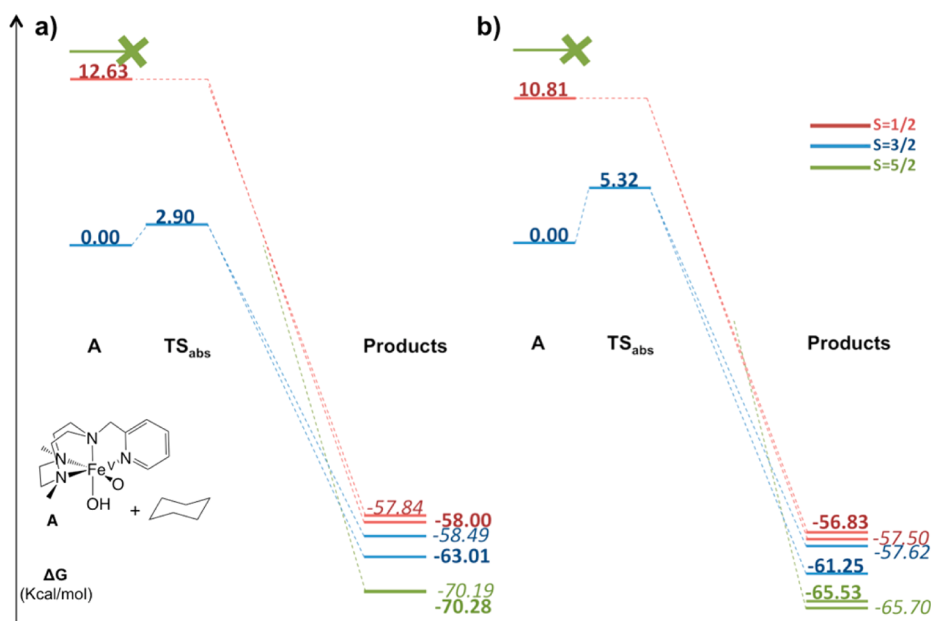 a)
12.63
2.90
0.00
A
TSabs
Products
N
N
N
N
FeV
O
OH
A
+
-57.84
-58.00
-58.49
-63.01
-70.19
-70.28
ΔG
(Kcal/mol)
b)
10.81
5.32
0.00
S=1/2
S=3/2
S=5/2
A
TSabs
Products
-56.83
-57.50
-57.62
-61.25
-65.53
-65.70